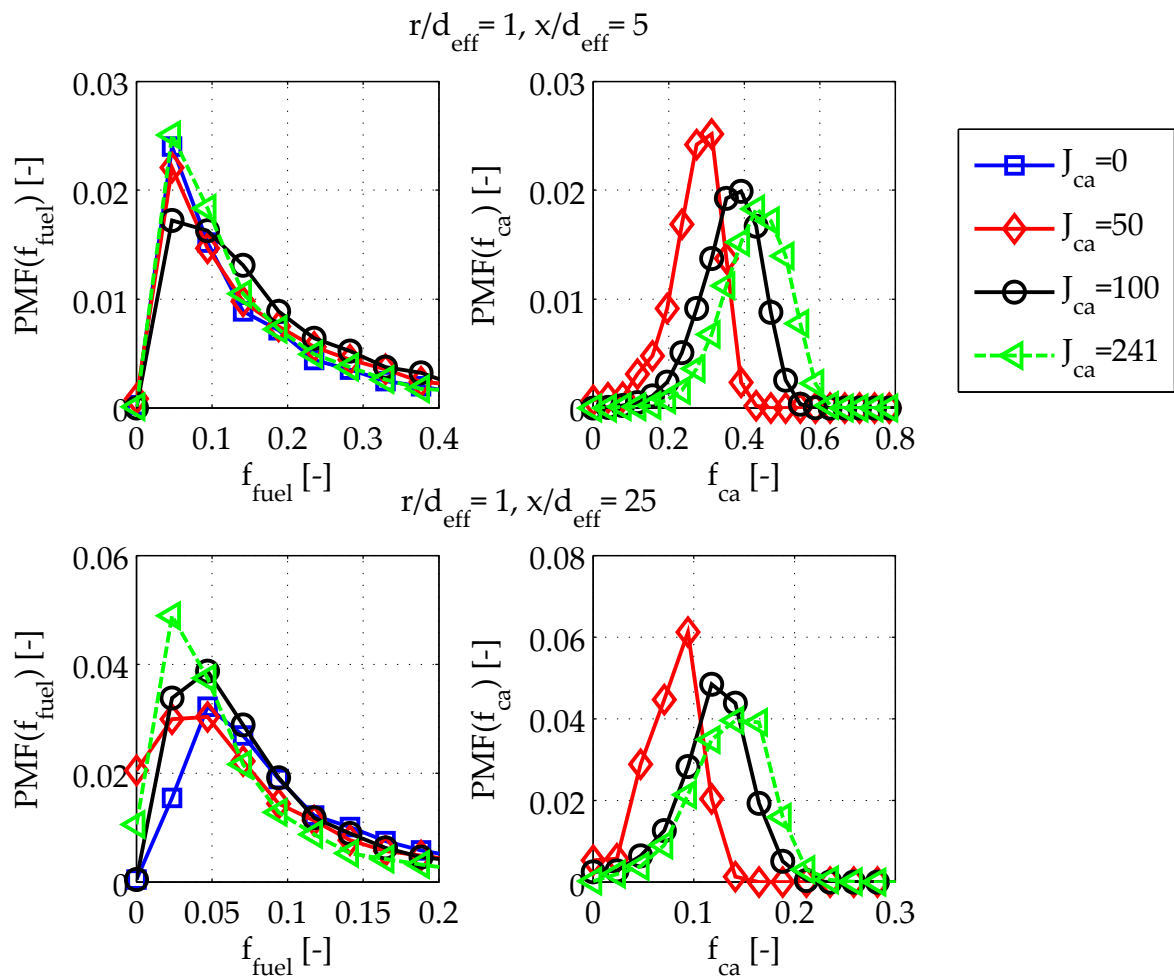 r/d_eff = 1, x/d_eff = 5
PMF(f_fuel) [-]
0.03
0.02
0.01
0
0 0.1 0.2 0.3 0.4
f_fuel [-]
PMF(f_ca) [-]
0.03
0.02
0.01
0
0 0.2 0.4 0.6 0.8
f_ca [-]
J_ca=0
J_ca=50
J_ca=100
J_ca=241
r/d_eff = 1, x/d_eff = 25
PMF(f_fuel) [-]
0.06
0.04
0.02
0
0 0.05 0.1 0.15 0.2
f_fuel [-]
PMF(f_ca) [-]
0.08
0.06
0.04
0.02
0
0 0.1 0.2 0.3
f_ca [-]